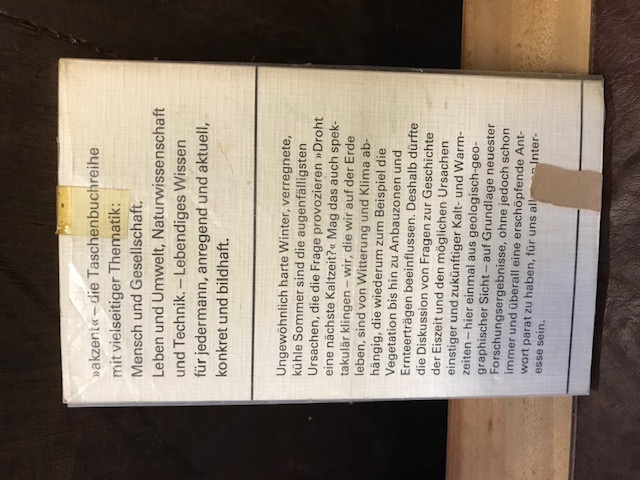 »akzent« – die Taschenbuchreihe
mit vielseitiger Thematik:
Mensch und Gesellschaft,
Leben und Umwelt, Naturwissenschaft
und Technik. – Lebendiges Wissen
für jedermann, anregend und aktuell,
konkret und bildhaft.
Ungewöhnlich harte Winter, verregnete,
kühle Sommer sind die augenfälligsten
Ursachen, die die Frage provozieren »Droht
eine nächste Kaltzeit?« Mag das auch spek-
takulär klingen – wir, die wir auf der Erde
leben, sind von Witterung und Klima ab-
hängig, die wiederum zum Beispiel die
Vegetation bis hin zu Anbauzonen und
Ernteerträgen beeinflussen. Deshalb dürfte
die Diskussion von Fragen zur Geschichte
der Eiszeit und den möglichen Ursachen
einstiger und zukünftiger Kalt- und Warm-
zeiten – hier einmal aus geologisch-geo-
graphischer Sicht – auf Grundlage neuester
Forschungsergebnisse, ohne jedoch schon
immer und überall eine erschöpfende Ant-
wort parat zu haben, für uns Inter-
esse sein.